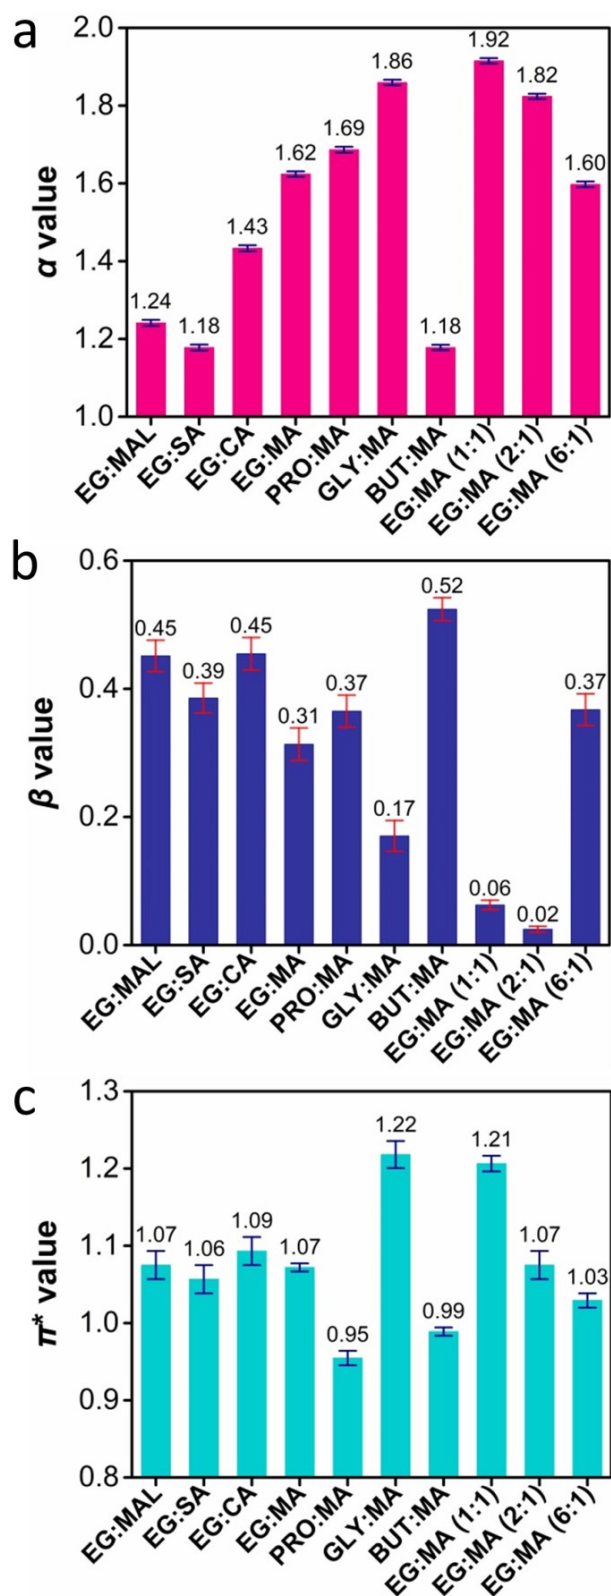 a
α value
2.0
1.8
1.6
1.4
1.2
1.0
1.24
1.18
1.43
1.62
1.69
1.86
1.18
1.92
1.82
1.60
EG:MAL
EG:SA
EG:CA
EG:MA
PRO:MA
GLY:MA
BUT:MA
EG:MA (1:1)
EG:MA (2:1)
EG:MA (6:1)
b
β value
0.6
0.4
0.2
0.0
0.45
0.39
0.45
0.31
0.37
0.17
0.52
0.06
0.02
0.37
EG:MAL
EG:SA
EG:CA
EG:MA
PRO:MA
GLY:MA
BUT:MA
EG:MA (1:1)
EG:MA (2:1)
EG:MA (6:1)
c
π* value
1.3
1.2
1.1
1.0
0.9
0.8
1.07
1.06
1.09
1.07
0.95
1.22
0.99
1.21
1.07
1.03
EG:MAL
EG:SA
EG:CA
EG:MA
PRO:MA
GLY:MA
BUT:MA
EG:MA (1:1)
EG:MA (2:1)
EG:MA (6:1)